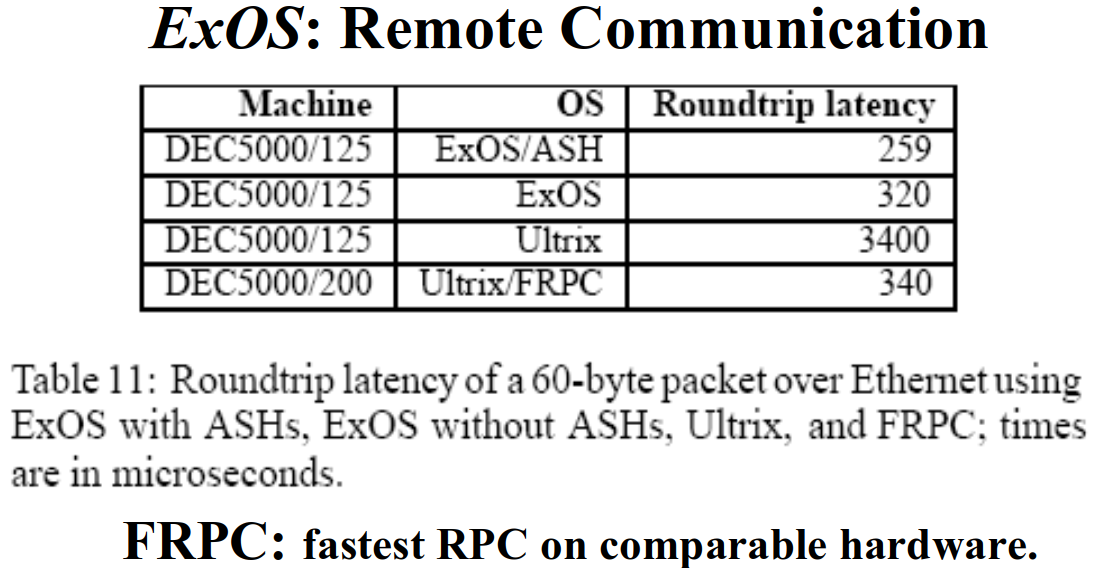 ExOS: Remote Communication
Machine OS Roundtrip latency
DEC5000/125 ExOS/ASH 259
DEC5000/125 ExOS 320
DEC5000/125 Ultrix 3400
DEC5000/200 Ultrix/FRPC 340
Table 11: Roundtrip latency of a 60-byte packet over Ethernet using
ExOS with ASHs, ExOS without ASHs, Ultrix, and FRPC; times
are in microseconds.
FRPC: fastest RPC on comparable hardware.